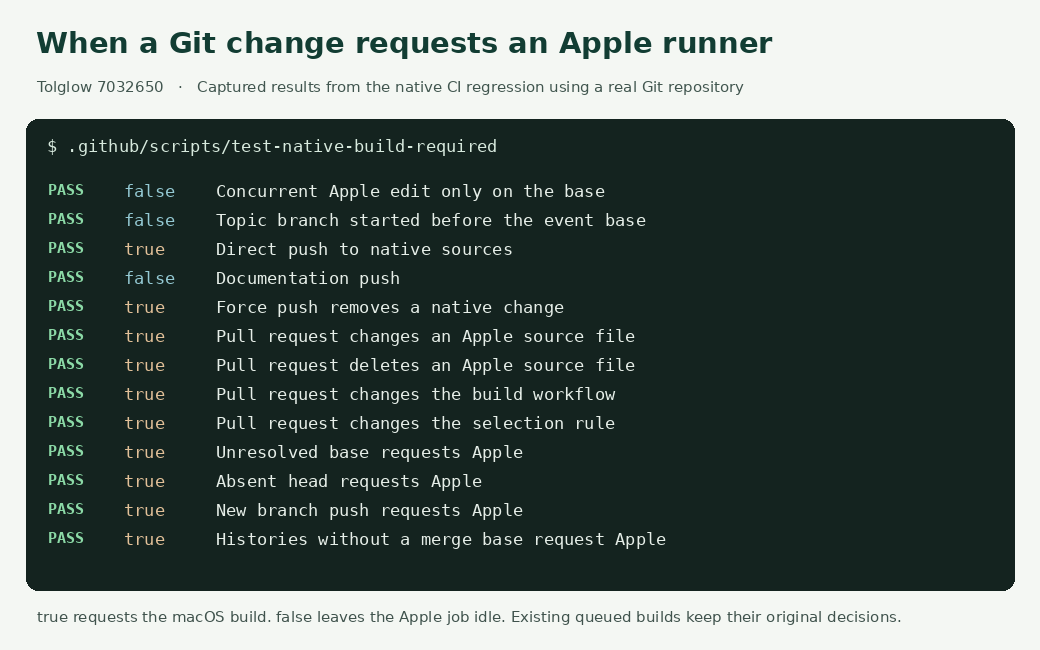 When a Git change requests an Apple runner
Tolglow 7032650 · Captured results from the native CI regression using a real Git repository
$ .github/scripts/test-native-build-required
PASS false Concurrent Apple edit only on the base
PASS false Topic branch started before the event base
PASS true Direct push to native sources
PASS false Documentation push
PASS true Force push removes a native change
PASS true Pull request changes an Apple source file
PASS true Pull request deletes an Apple source file
PASS true Pull request changes the build workflow
PASS true Pull request changes the selection rule
PASS true Unresolved base requests Apple
PASS true Absent head requests Apple
PASS true New branch push requests Apple
PASS true Histories without a merge base request Apple
true requests the macOS build. false leaves the Apple job idle. Existing queued builds keep their original decisions.